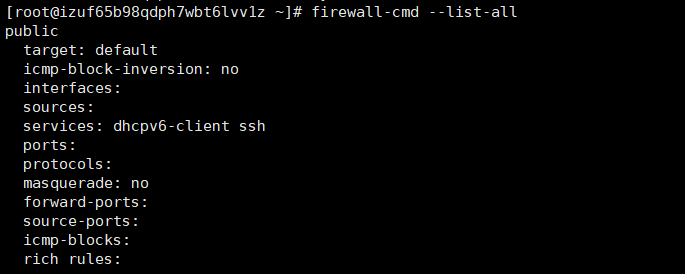 [root@izuf65b98qdph7wbt6lvv1z ~]# firewall-cmd --list-all
public
  target: default
  icmp-block-inversion: no
  interfaces:
  sources:
  services: dhcpv6-client ssh
  ports:
  protocols:
  masquerade: no
  forward-ports:
  source-ports:
  icmp-blocks:
  rich rules: